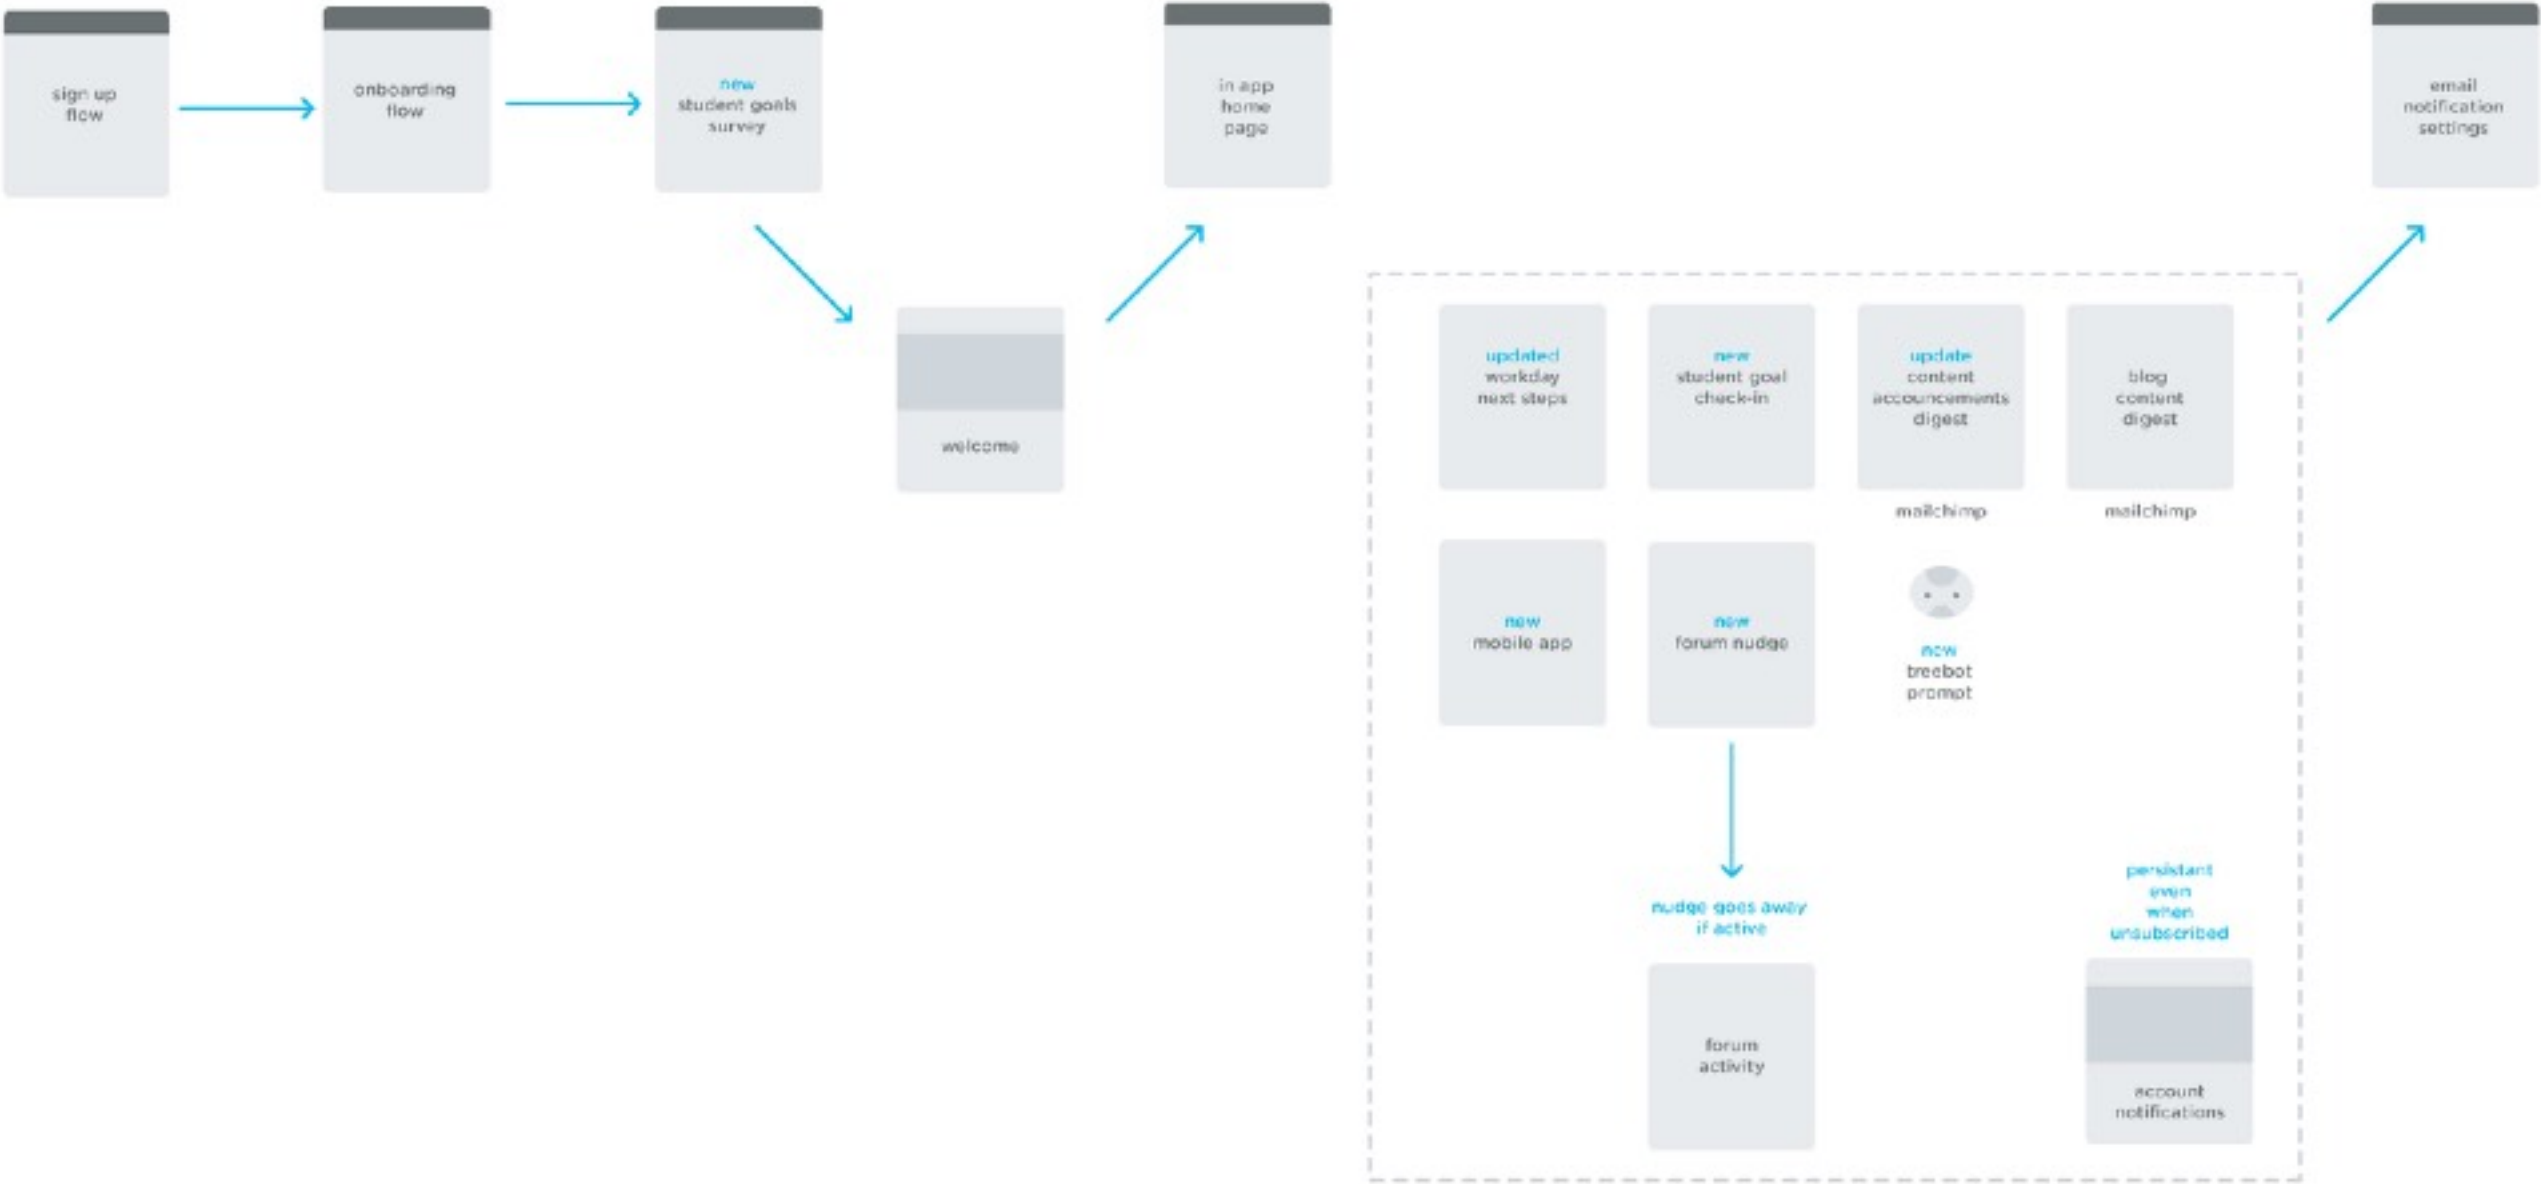 sign up
flow
onboarding
flow
new
student goals
survey
in app
home
page
email
notification
settings
welcome
updated
workday
next steps
new
student goal
check-in
update
content
accouncements
digest
mailchimp
blog
content
digest
mailchimp
new
mobile app
new
forum nudge
new
treebot
prompt
nudge goes away
if active
forum
activity
persistant
even
when
unsubscribed
account
notifications